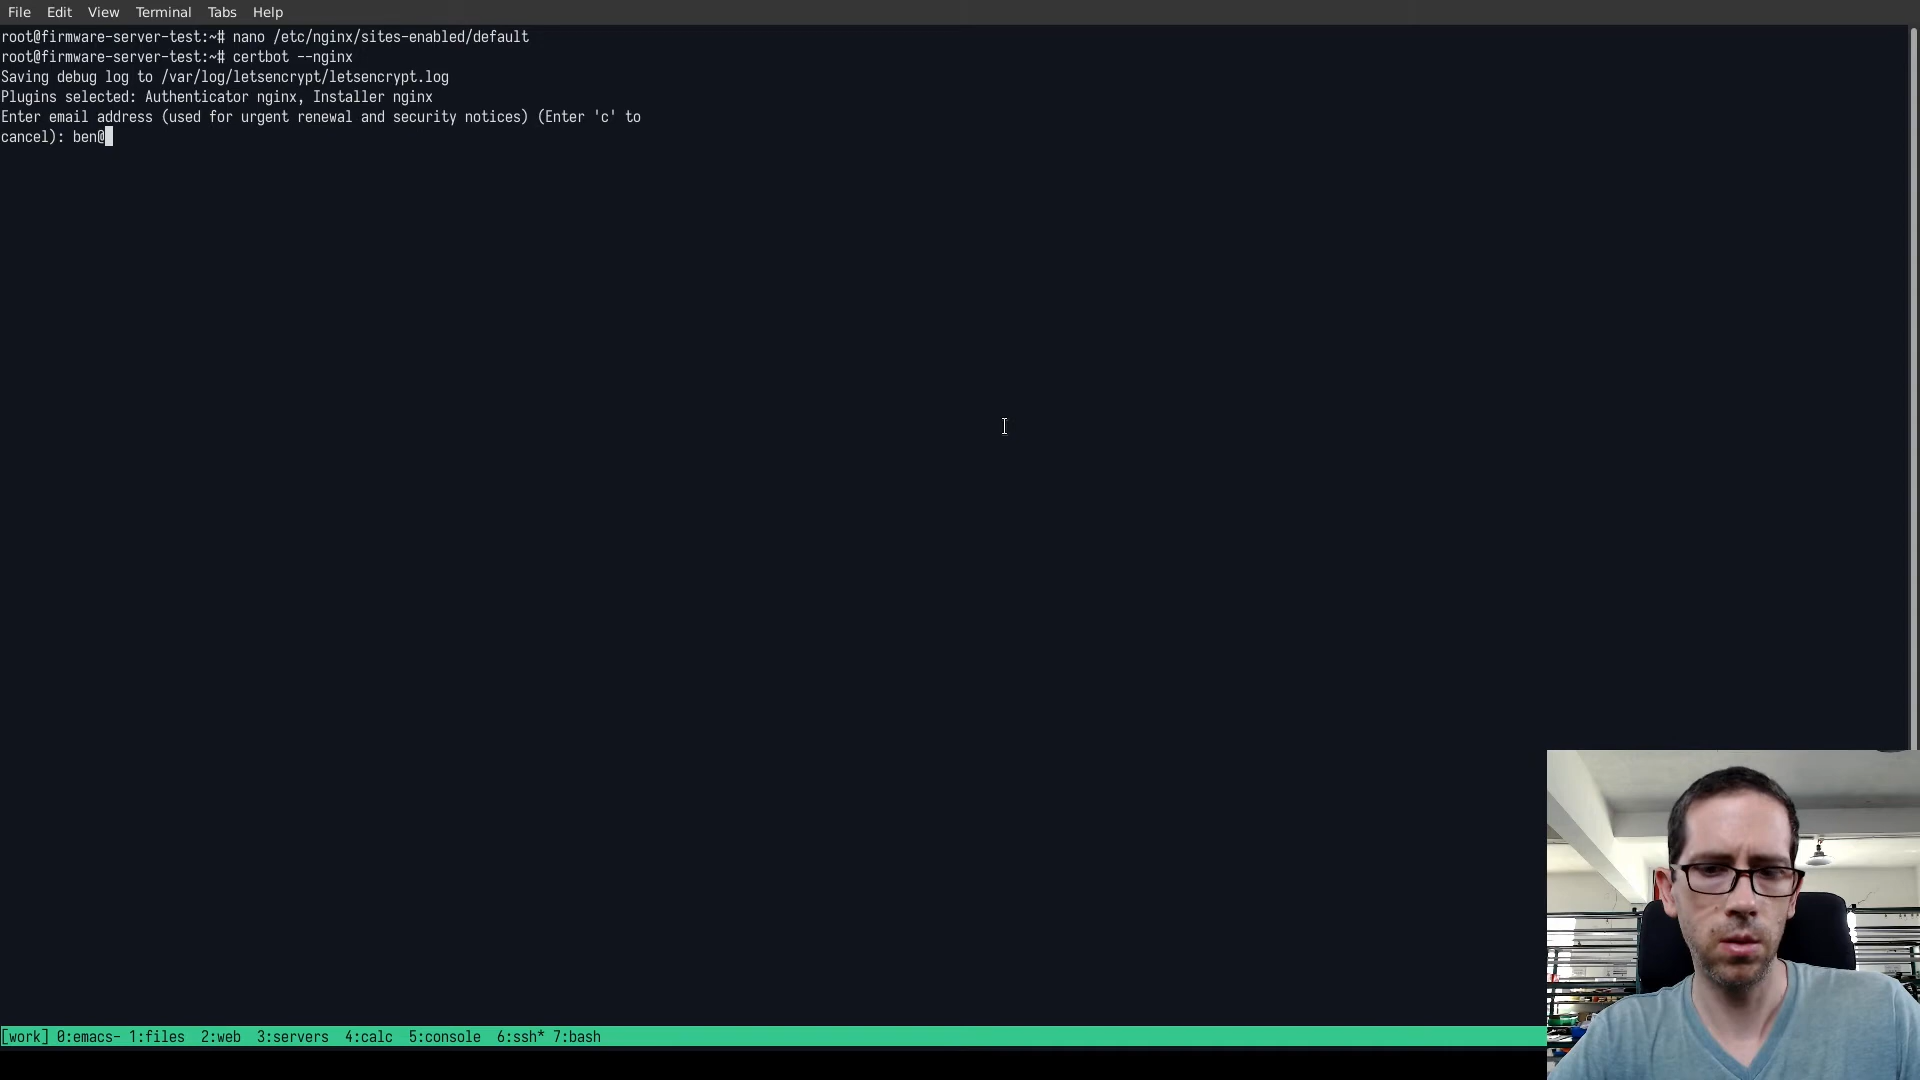 File Edit View Terminal Tabs Help
root@firmware-server-test:~# nano /etc/nginx/sites-enabled/default
root@firmware-server-test:~# certbot --nginx
Saving debug log to /var/log/letsencrypt/letsencrypt.log
Plugins selected: Authenticator nginx, Installer nginx
Enter email address (used for urgent renewal and security notices) (Enter 'c' to
cancel): ben@
[work] 0:emacs- 1:files 2:web 3:servers 4:calc 5:console 6:ssh* 7:bash